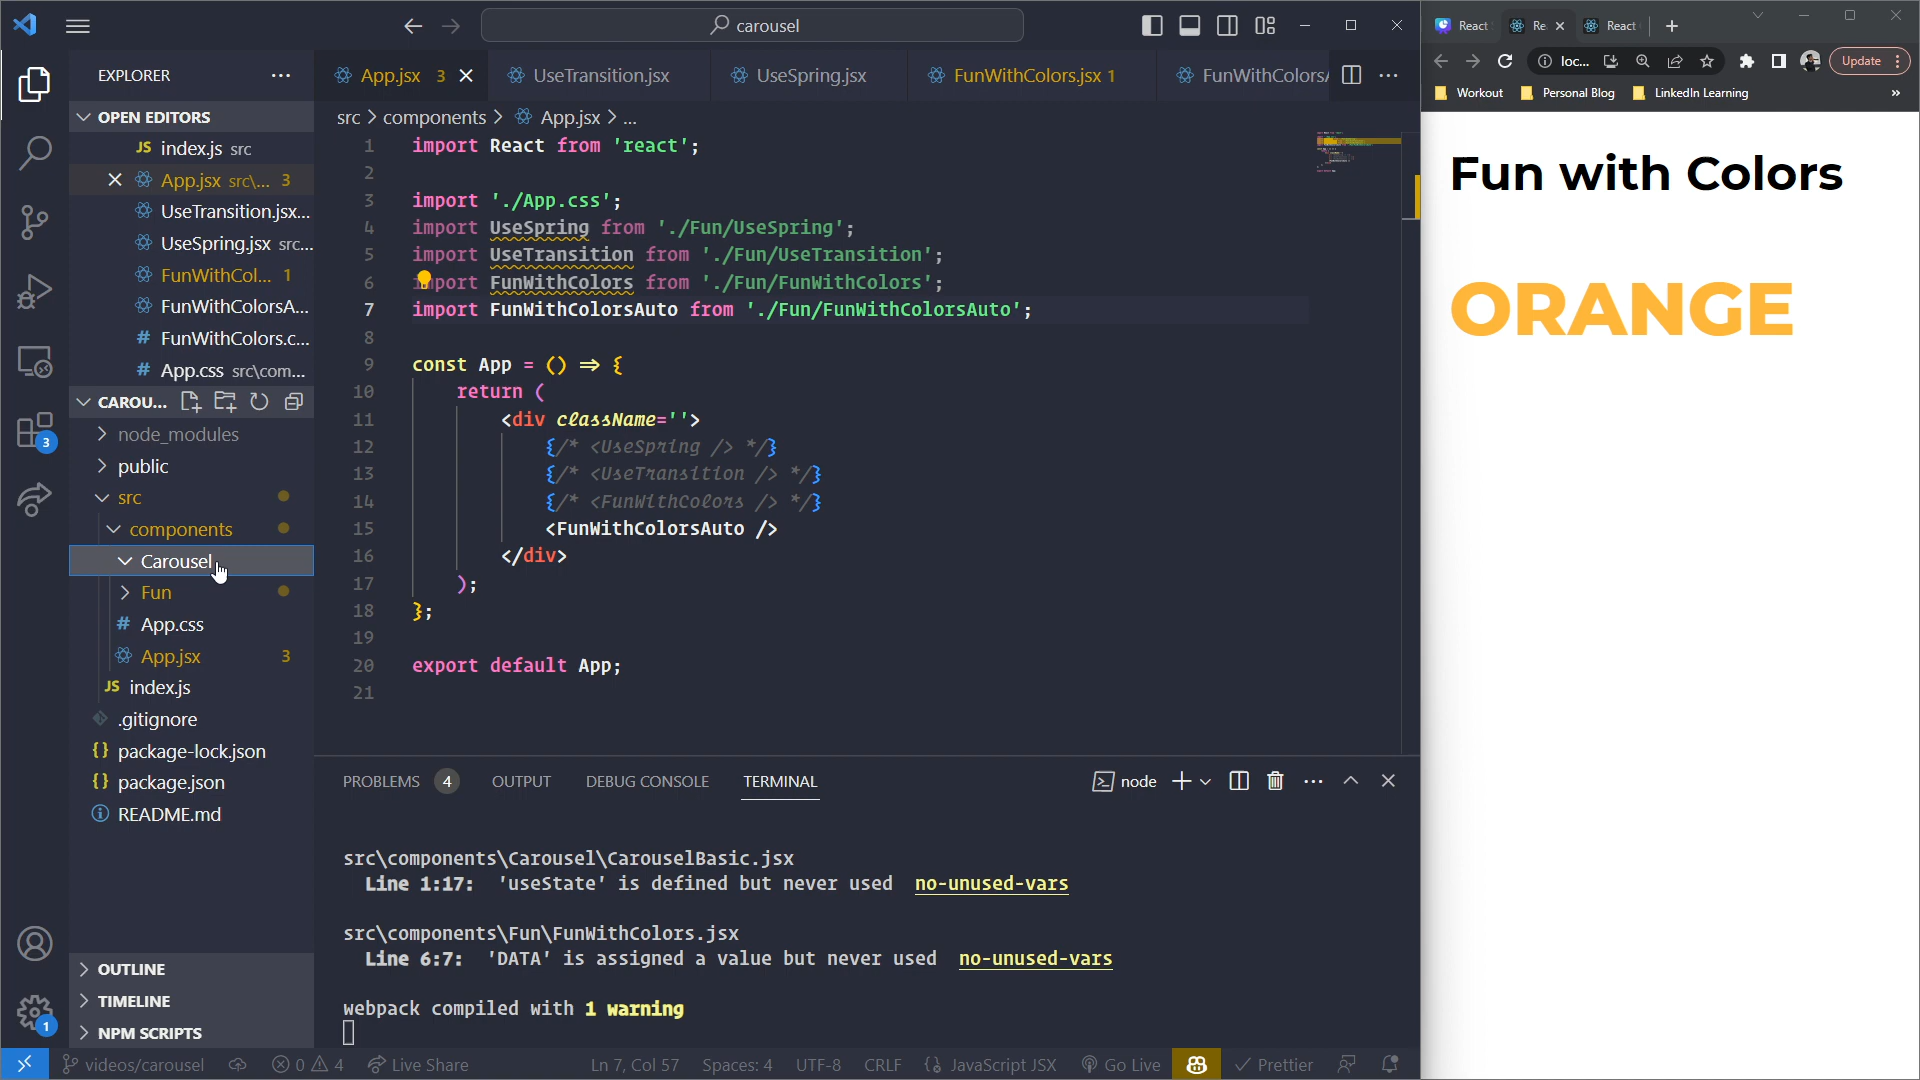 carousel
EXPLORER
OPEN EDITORS
JS index.js src
App.jsx src\... 3
UseTransition.jsx...
UseSpring.jsx src...
FunWithCol... 1
FunWithColorsA...
# FunWithColors.c...
# App.css src\com...
CAROU...
node_modules
public
src
components
Carousel
Fun
# App.css
App.jsx 3
JS index.js
.gitignore
{} package-lock.json
{} package.json
README.md
OUTLINE
TIMELINE
NPM SCRIPTS
3
1
App.jsx 3 UseTransition.jsx UseSpring.jsx FunWithColors.jsx 1 FunWithColorsA
src > components > App.jsx > ...
1 import React from 'react';
2
3 import './App.css';
4 import UseSpring from './Fun/UseSpring';
5 import UseTransition from './Fun/UseTransition';
6 import FunWithColors from './Fun/FunWithColors';
7 import FunWithColorsAuto from './Fun/FunWithColorsAuto';
8
9 const App = () => {
10 return (
11 <div className=''>
12 {/* <UseSpring /> */}
13 {/* <UseTransition /> */}
14 {/* <FunWithColors /> */}
15 <FunWithColorsAuto />
16 </div>
17 );
18 };
19
20 export default App;
21
PROBLEMS 4 OUTPUT DEBUG CONSOLE TERMINAL node
src\components\Carousel\CarouselBasic.jsx
Line 1:17: 'useState' is defined but never used no-unused-vars
src\components\Fun\FunWithColors.jsx
Line 6:7: 'DATA' is assigned a value but never used no-unused-vars
webpack compiled with 1 warning
videos/carousel 0 4 Live Share Ln 7, Col 57 Spaces: 4 UTF-8 CRLF {} JavaScript JSX Go Live Prettier
React Re React
loc... Update
Workout Personal Blog LinkedIn Learning »
Fun with Colors
ORANGE